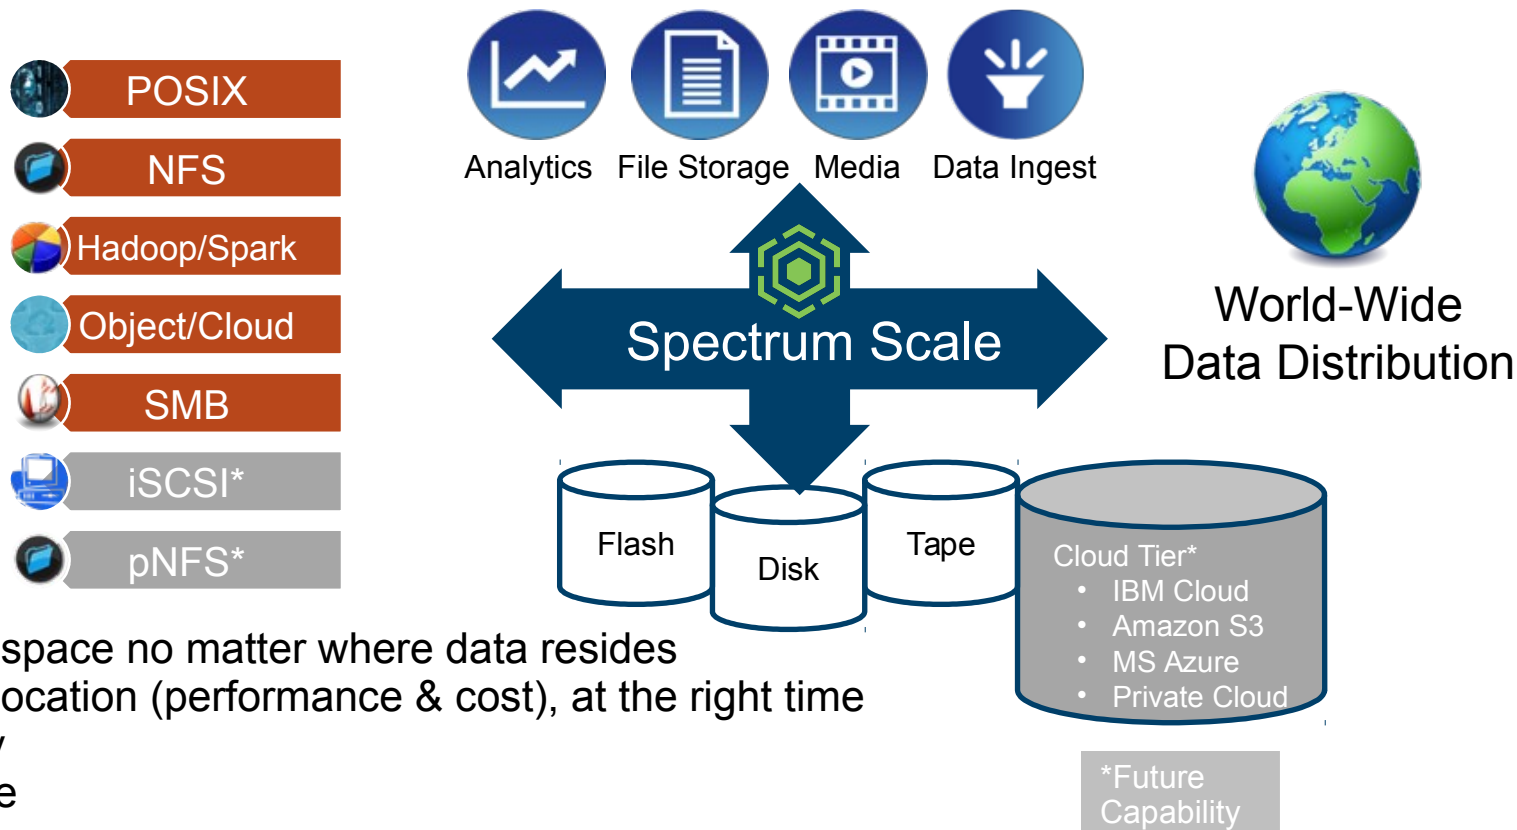 POSIX
NFS
Hadoop/Spark
Object/Cloud
SMB
iSCSI*
pNFS*
Analytics
File Storage
Media
Data Ingest
Spectrum Scale
World-Wide
Data Distribution
Flash
Disk
Tape
Cloud Tier*
• IBM Cloud
• Amazon S3
• MS Azure
• Private Cloud
space no matter where data resides
ocation (performance & cost), at the right time
e
*Future
Capability